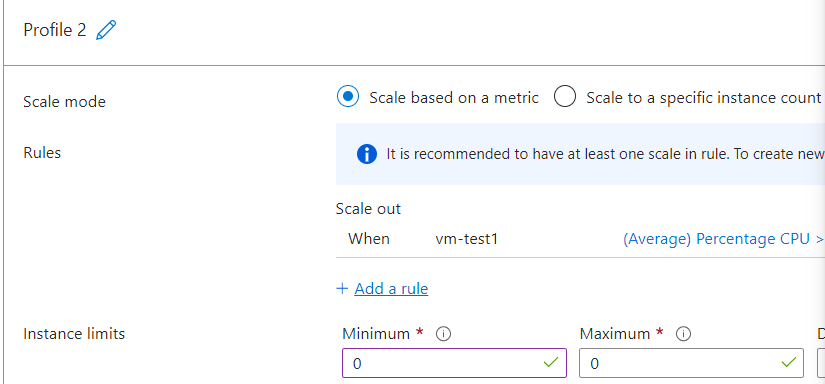 Profile 2
Scale mode
Scale based on a metric
Scale to a specific instance count
Rules
It is recommended to have at least one scale in rule. To create new
Scale out
When vm-test1 (Average) Percentage CPU >
+ Add a rule
Instance limits
Minimum *
Maximum *
0
0